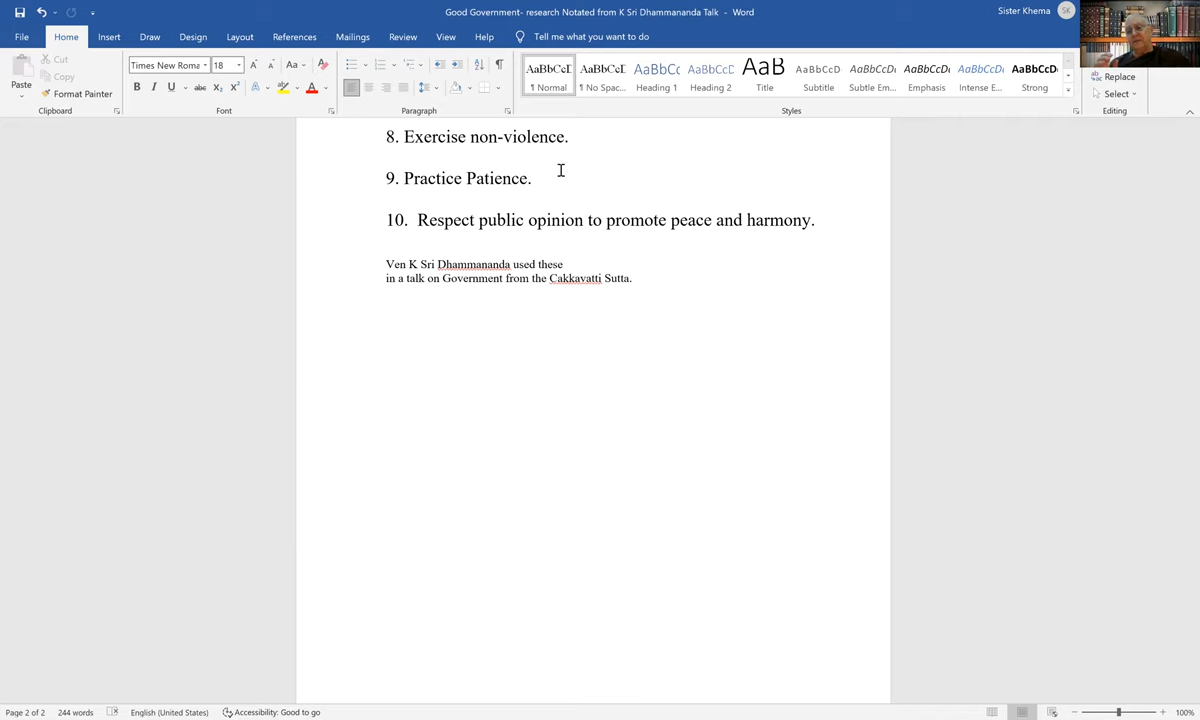 Good Government- research Notated from K Sri Dhammananda Talk - Word
Sister Khema
SK
File Home Insert Draw Design Layout References Mailings Review View Help Tell me what you want to do
Paste
Cut
Copy
Format Painter
Clipboard
Times New Roma
18
Font
Paragraph
AaBbCcI AaBbCcI AaBbCc AaBbCcD AaB AaBbCcD AaBbCcDı AaBbCcDı AaBbCcDı AaBbCcDı
¶ Normal ¶ No Spac... Heading 1 Heading 2 Title Subtitle Subtle Em... Emphasis Intense E... Strong
Styles
Replace
Select
Editing
8. Exercise non-violence.
9. Practice Patience.
10. Respect public opinion to promote peace and harmony.
Ven K Sri Dhammananda used these
in a talk on Government from the Cakkavatti Sutta.
Page 2 of 2 244 words English (United States) Accessibility: Good to go
100%